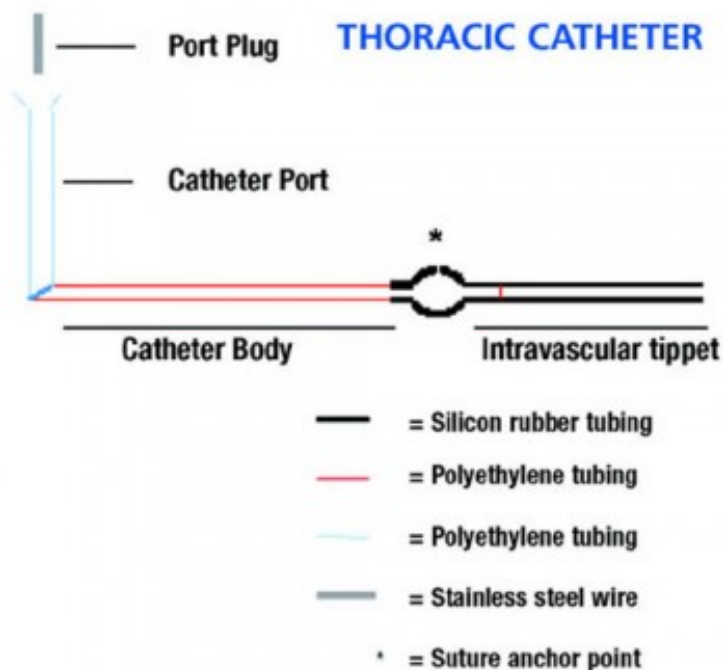 Port Plug
THORACIC CATHETER
Catheter Port
*
Catheter Body
Intravascular tippet
= Silicon rubber tubing
= Polyethylene tubing
= Polyethylene tubing
= Stainless steel wire
* = Suture anchor point